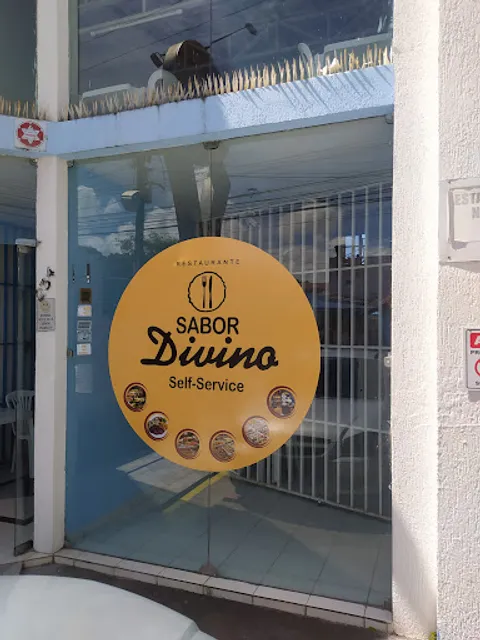 RESTAURANTE
SABOR
Divino
Self-Service